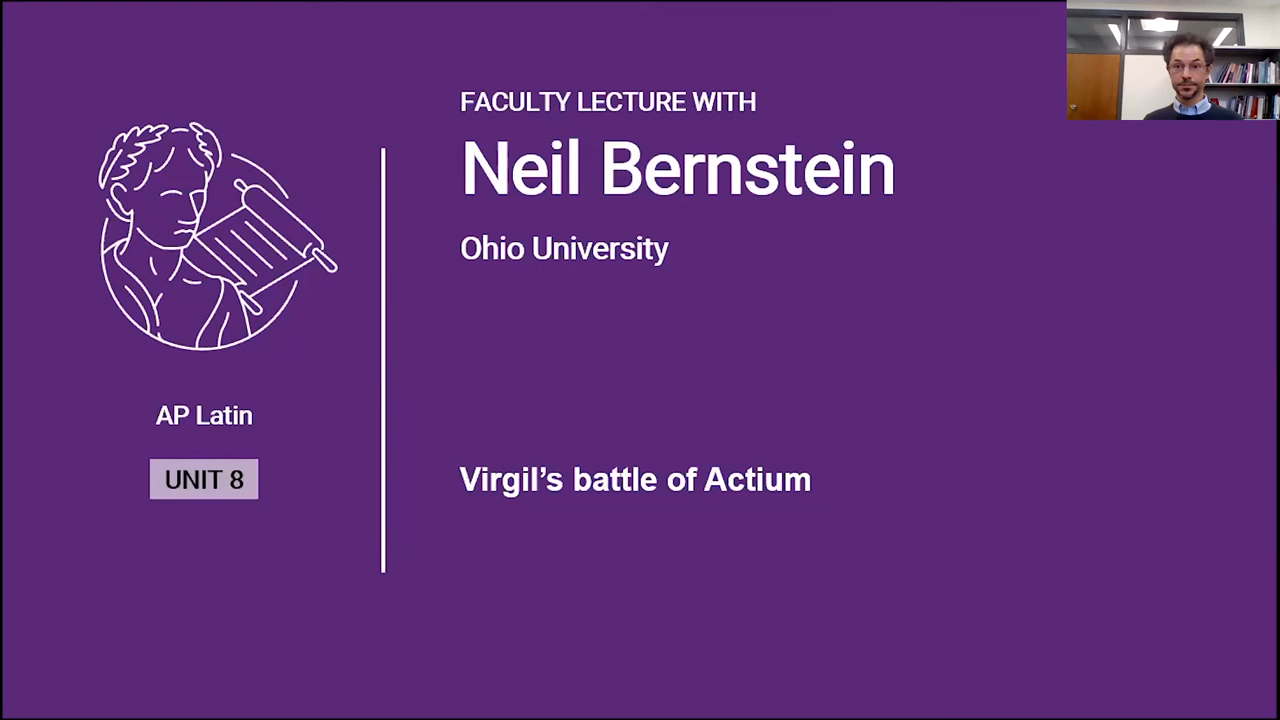 FACULTY LECTURE WITH
Neil Bernstein
Ohio University
AP Latin
UNIT 8
Virgil's battle of Actium